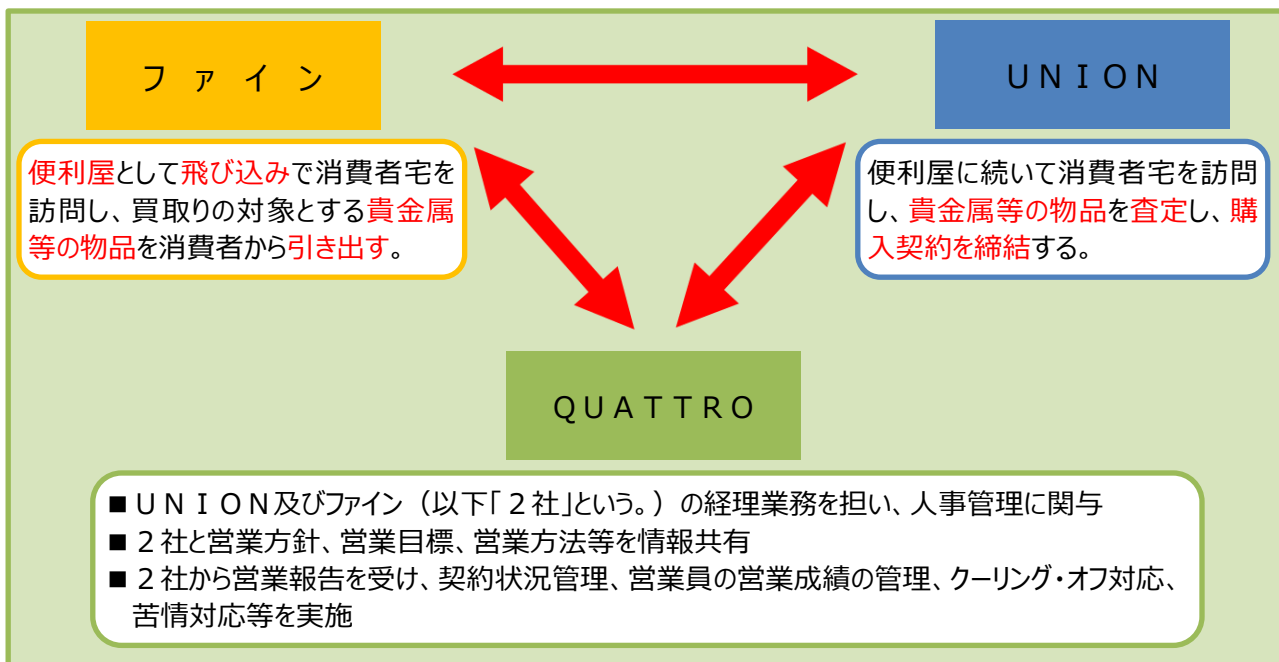 ファイン
UNION
便利屋として飛び込みで消費者宅を
訪問し、買取りの対象とする貴金属
等の物品を消費者から引き出す。
便利屋に続いて消費者宅を訪問
し、貴金属等の物品を査定し、購
入契約を締結する。
QUATTRO
■UNION及びファイン（以下「２社」という。）の経理業務を担い、人事管理に関与
■２社と営業方針、営業目標、営業方法等を情報共有
■２社から営業報告を受け、契約状況管理、営業員の営業成績の管理、クーリング・オフ対応、
苦情対応等を実施